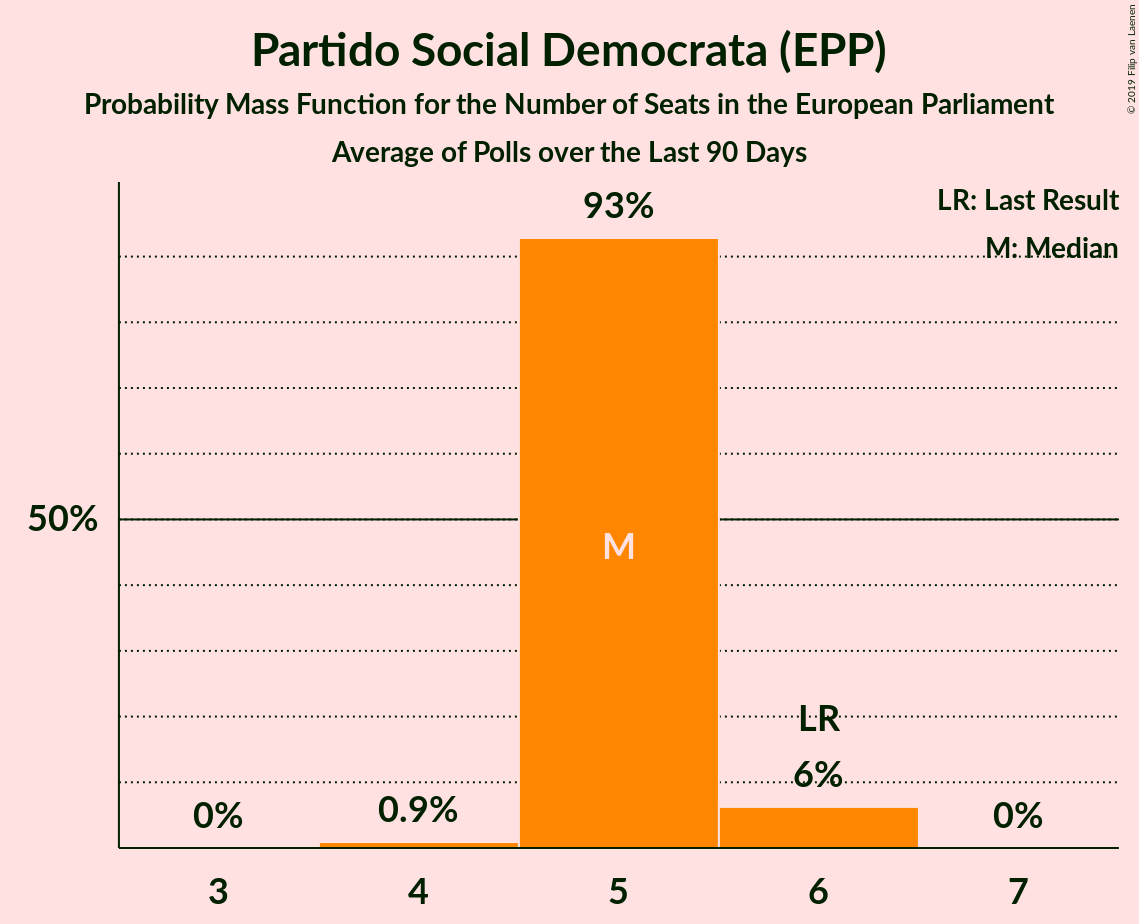 Partido Social Democrata (EPP)
Probability Mass Function for the Number of Seats in the European Parliament
Average of Polls over the Last 90 Days
© 2019 Filip van Laenen
LR: Last Result
M: Median
93%
50%
M
LR
6%
0%
0.9%
0%
3
4
5
6
7